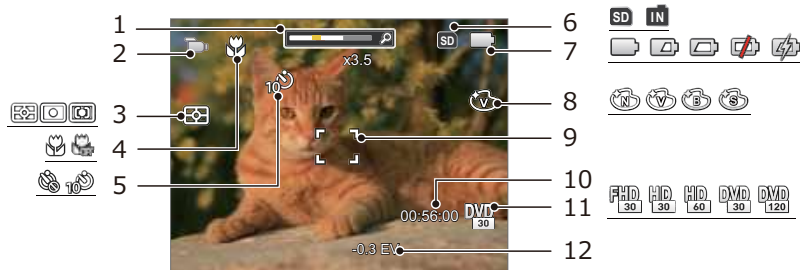 1
2
3
4
5
6
7
8
9
10
11
12
x3.5
SD
10
V
00:56:00
DVD
30
-0.3 EV
10
SD IN
N V B S
FHD 30 HD 30 HD 60 DVD 30 DVD 120